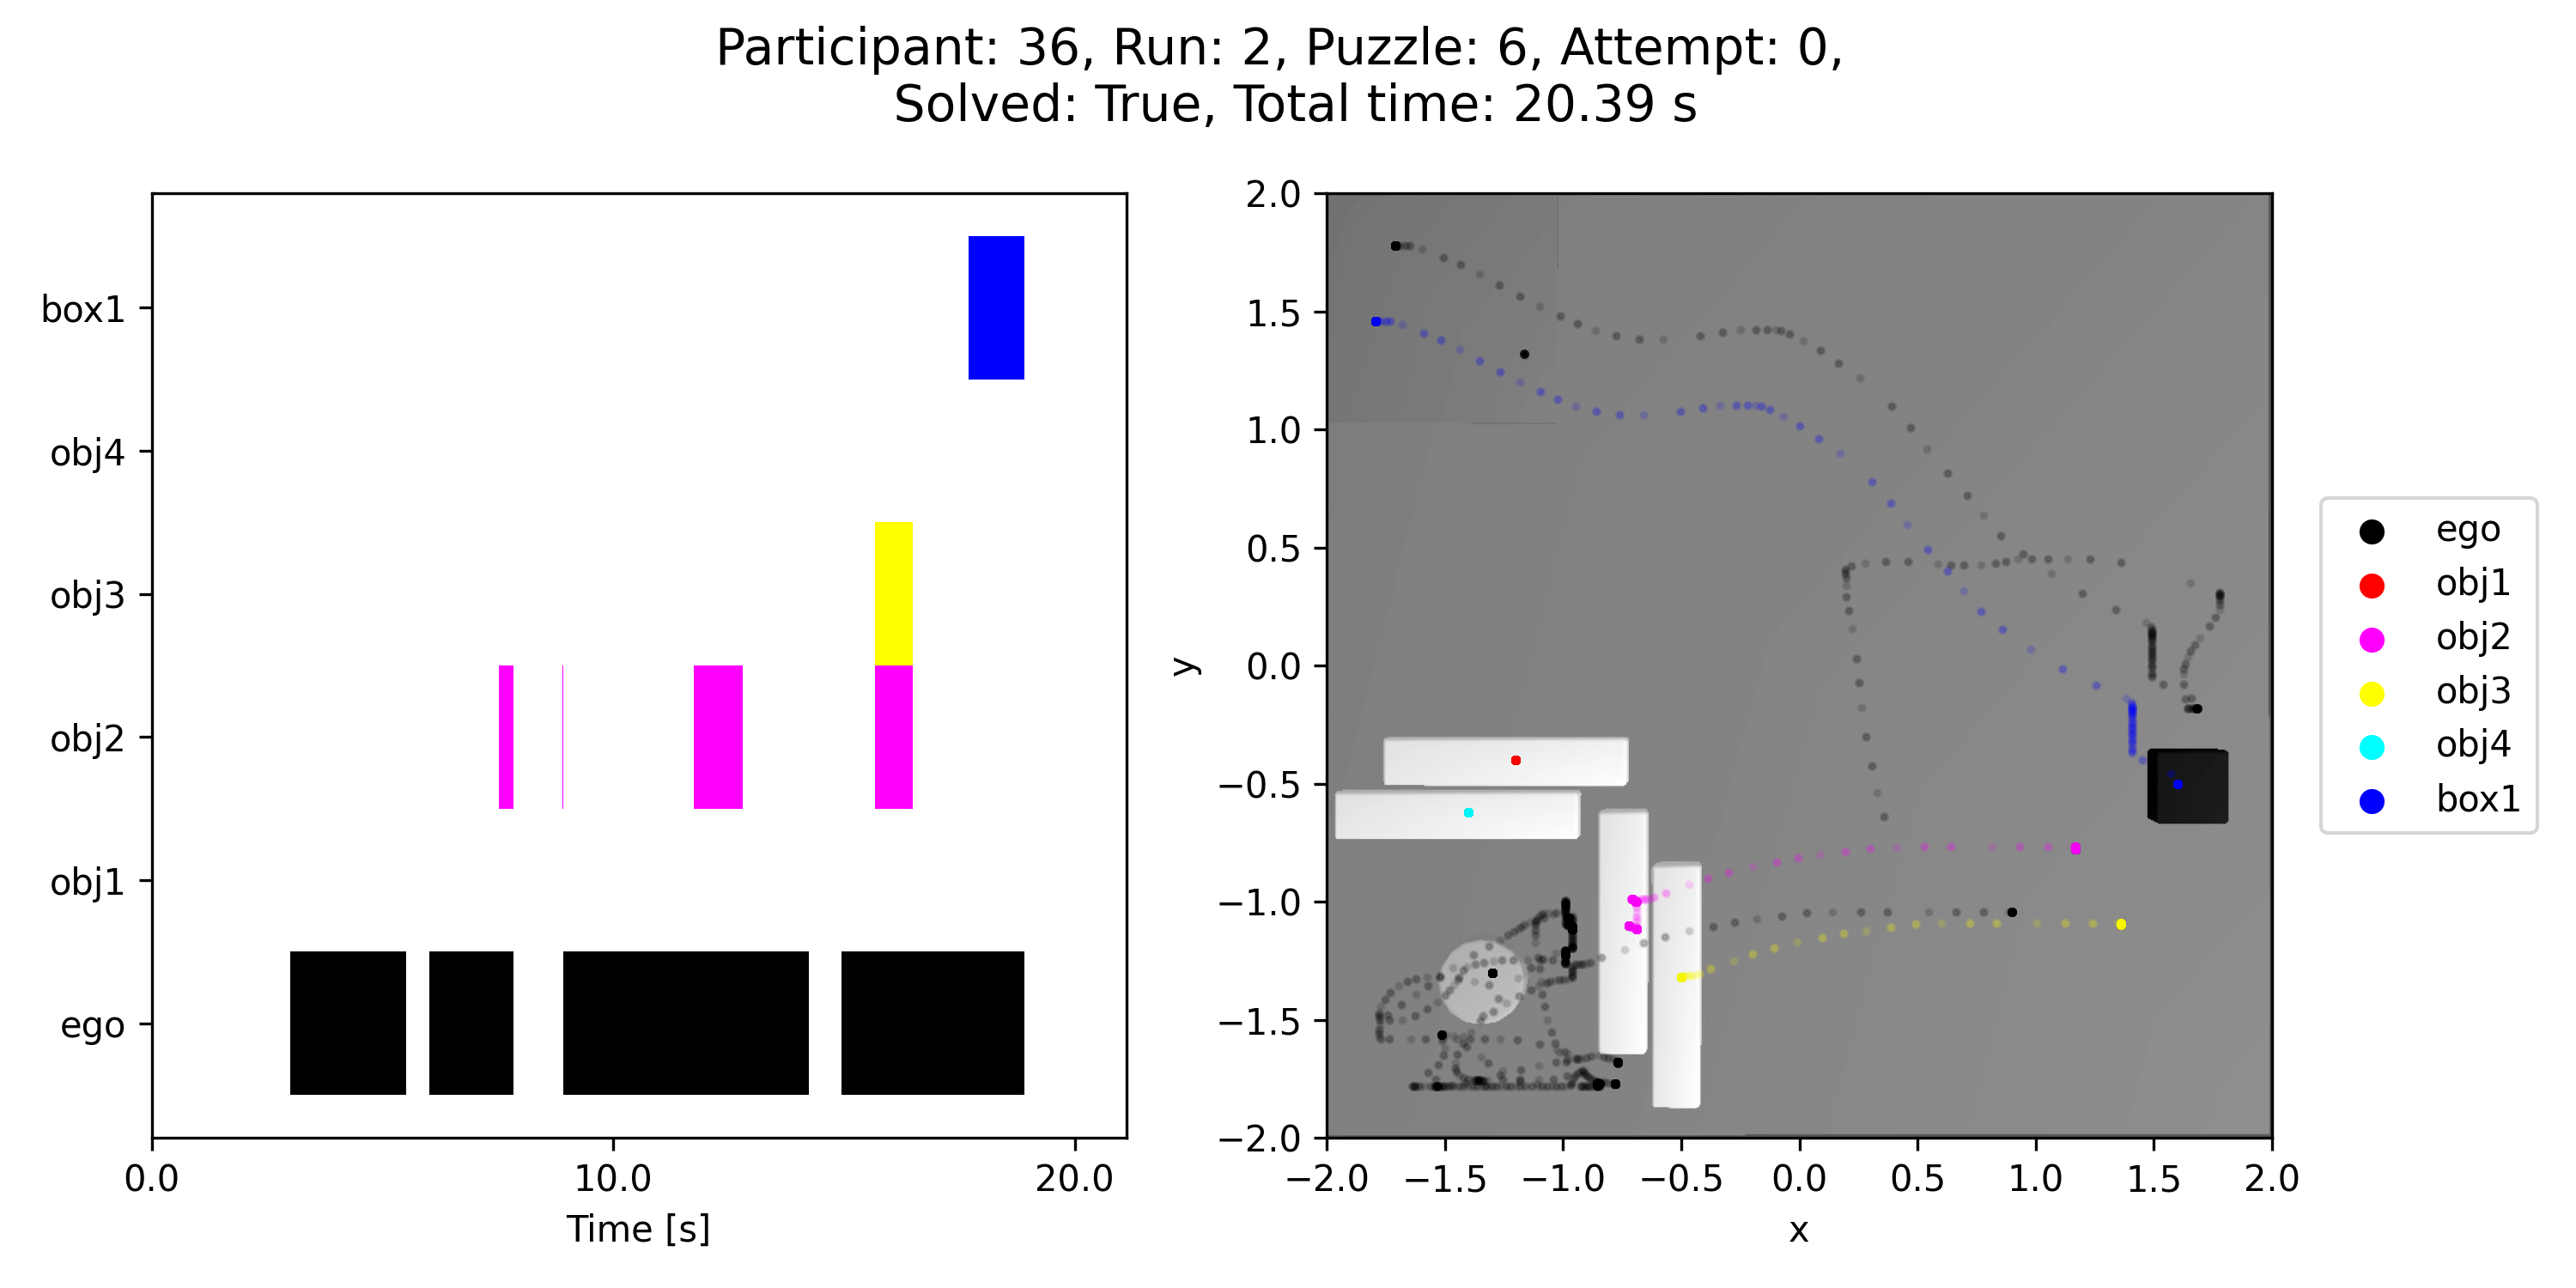 Participant: 36, Run: 2, Puzzle: 6, Attempt: 0,
Solved: True, Total time: 20.39 s
box1
obj4
obj3
obj2
obj1
ego
0.0 10.0 20.0
Time [s]
2.0
1.5
1.0
0.5
0.0
−0.5
−1.0
−1.5
−2.0
y
−2.0 −1.5 −1.0 −0.5 0.0 0.5 1.0 1.5 2.0
x
ego
obj1
obj2
obj3
obj4
box1